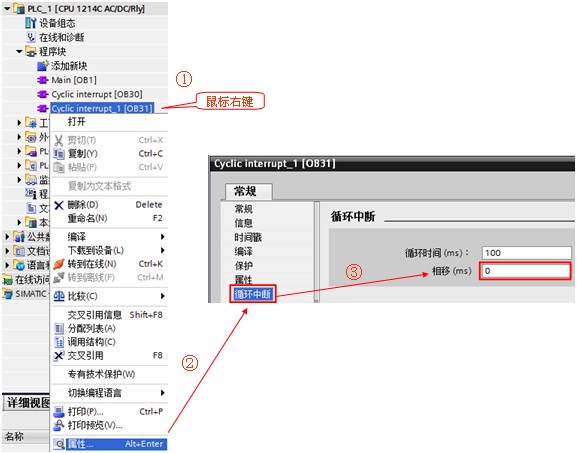 PLC_1 [CPU 1214C AC/DC/Rly]
设备组态
在线和诊断
程序块
添加新块
Main [OB1]
Cyclic interrupt [OB30]
Cyclic interrupt_1 [OB31]
①
鼠标右键
工
外
PL
PL
监
程
文
本
公共数
文档设
语言和
在线访问
SIMATIC
打开
剪切(T) Ctrl+X
复制(Y) Ctrl+C
粘贴(P) Ctrl+V
复制为文本格式
删除(D) Delete
重命名(N) F2
编译
下载到设备(L)
转到在线(N) Ctrl+K
转到离线(F) Ctrl+M
比较(C)
交叉引用信息 Shift+F8
分配列表(A)
调用结构(C)
交叉引用 F8
专有技术保护(W)
切换编程语言
打印(P)... Ctrl+P
打印预览(V)...
属性... Alt+Enter
详细视图
名称
②
Cyclic interrupt_1 [OB31]
常规
常规
信息
时间戳
编译
保护
属性
循环中断
循环中断
循环时间 (ms)： 100
③
相移 (ms) 0